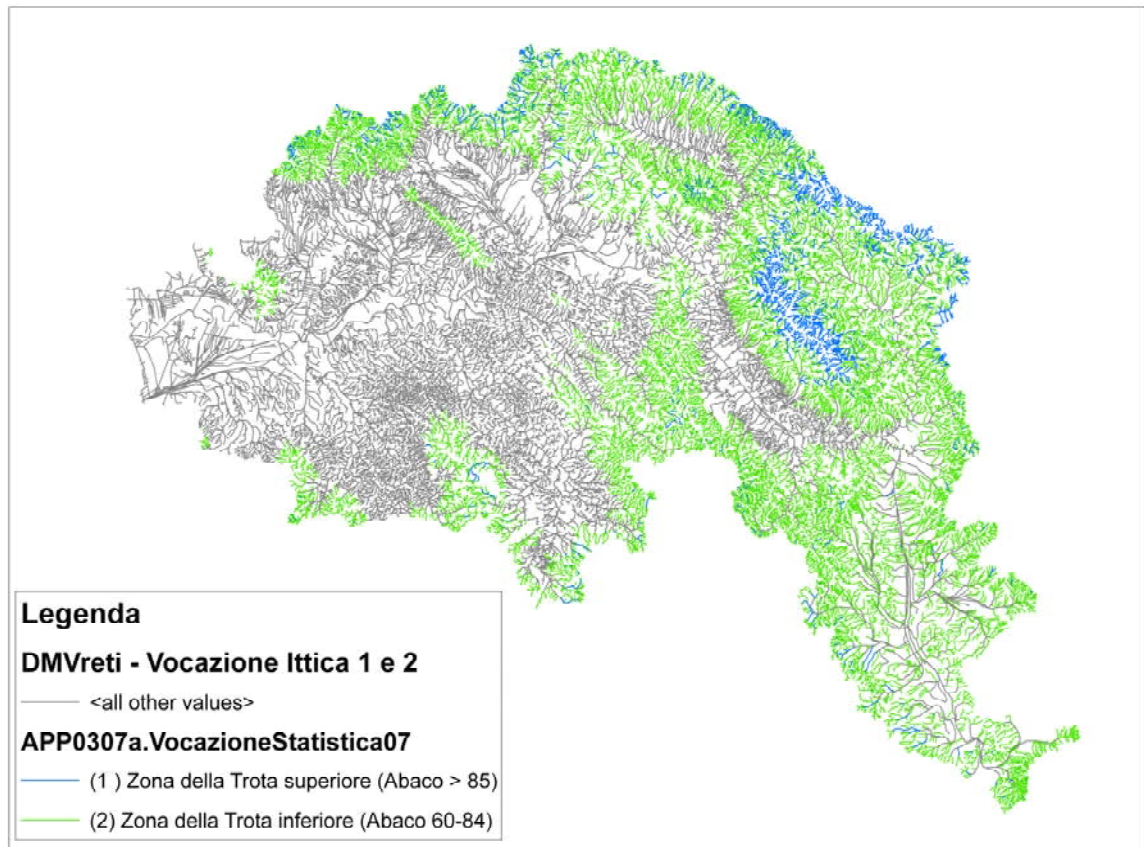 Legenda
DMVreti - Vocazione Ittica 1 e 2
<all other values>
APP0307a.VocazioneStatistica07
(1 ) Zona della Trota superiore (Abaco > 85)
(2) Zona della Trota inferiore (Abaco 60-84)